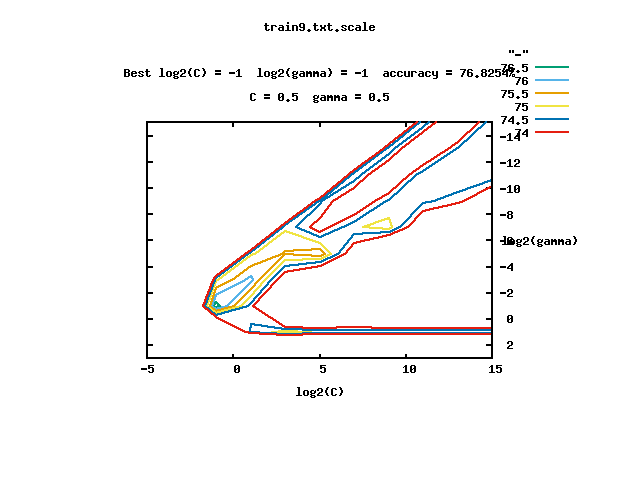 train9.txt.scale
"-"
Best log2(C) = -1  log2(gamma) = -1  accuracy = 76.8254%
C = 0.5  gamma = 0.5
76.5
76
75.5
75
74.5
74
-14
-12
-10
-8
-6
log2(gamma)
-4
-2
0
2
-5 0 5 10 15
log2(C)